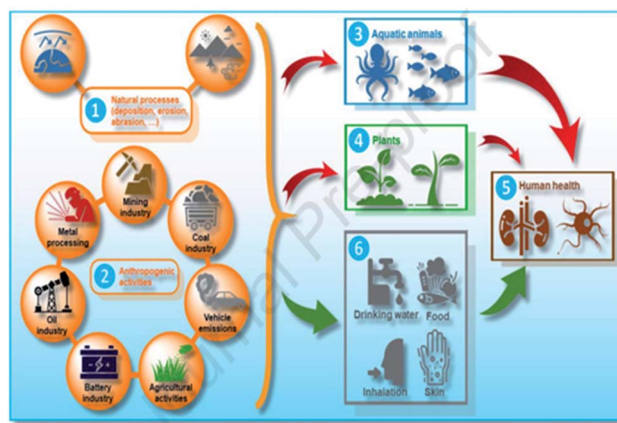 1
Natural processes
(deposition, erosion,
abrasion, ...)
Mining
industry
Metal
processing
Coal
industry
2
Anthropogenic
activities
Oil
industry
Vehicle
emissions
Battery
industry
Agricultural
activities
3 Aquatic animals
4 Plants
5 Human health
6
Drinking water
Food
Inhalation
Skin
Journal Pre-proof